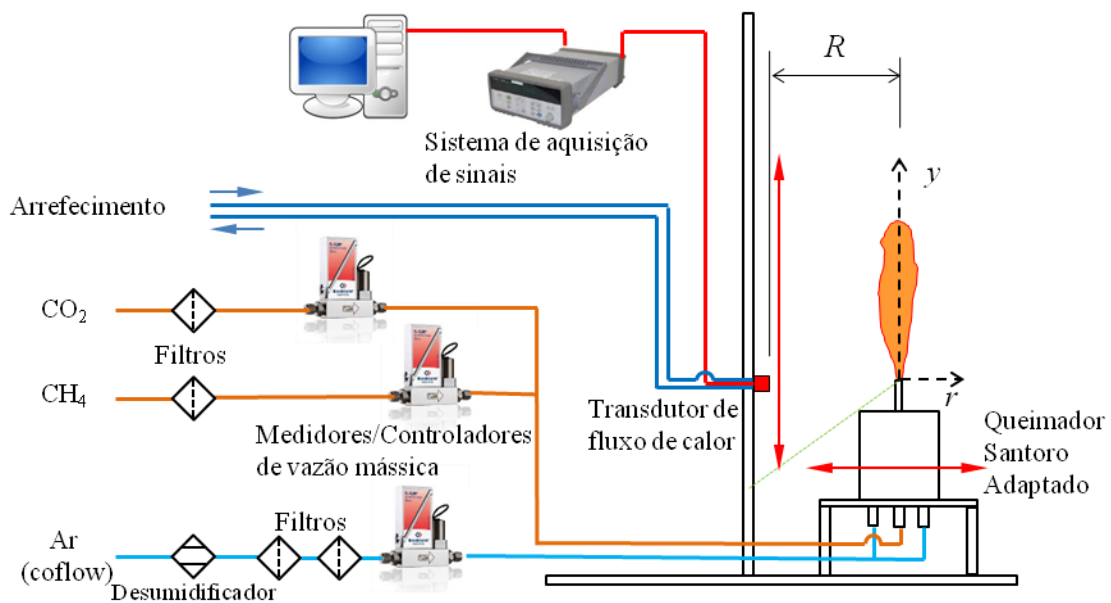 R
Sistema de aquisição
de sinais
y
Arrefecimento
CO2
Filtros
CH4
Transdutor de
fluxo de calor
r
Queimador
Santoro
Adaptado
Medidores/Controladores
de vazão mássica
Ar
(coflow)
Filtros
Desumidificador